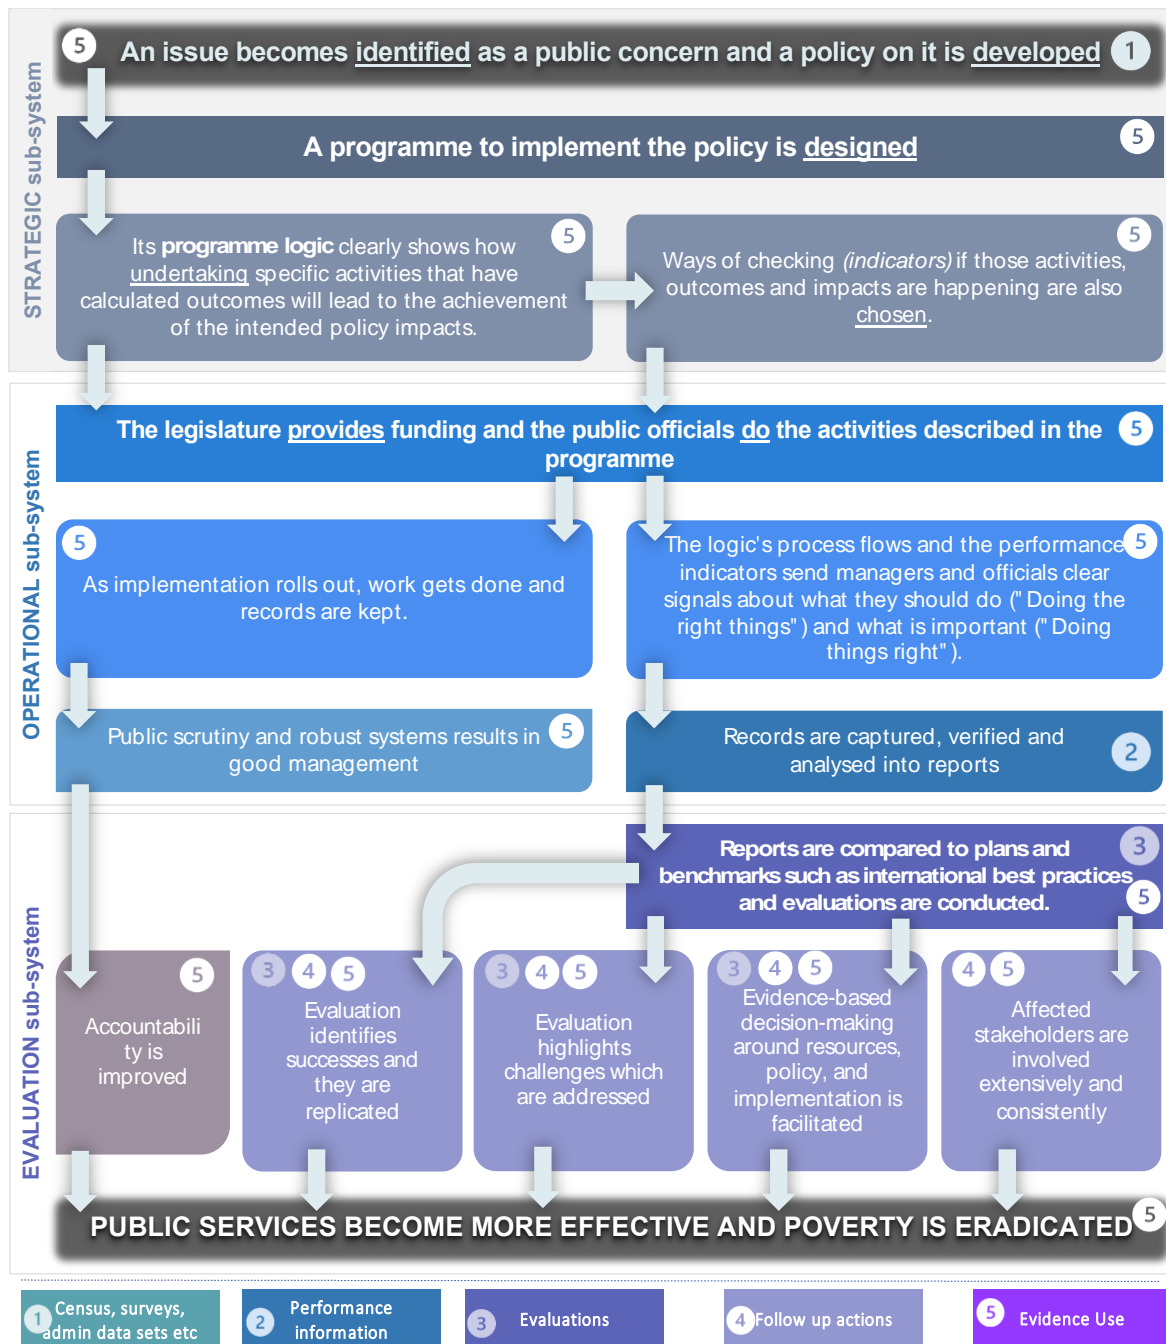 STRATEGIC sub-system
5 An issue becomes identified as a public concern and a policy on it is developed 1
A programme to implement the policy is designed 5
5
Its programme logic clearly shows how
undertaking specific activities that have
calculated outcomes will lead to the achievement
of the intended policy impacts.
5
Ways of checking (indicators) if those activities,
outcomes and impacts are happening are also
chosen.
OPERATIONAL sub-system
The legislature provides funding and the public officials do the activities described in the 5
programme
5
As implementation rolls out, work gets done and
records are kept.
The logic's process flows and the performance 5
indicators send managers and officials clear
signals about what they should do ("Doing the
right things") and what is important ("Doing
things right").
Public scrutiny and robust systems results in 5
good management
Records are captured, verified and
analysed into reports 2
EVALUATION sub-system
Reports are compared to plans and 3
benchmarks such as international best practices
and evaluations are conducted. 5
5
Accountabili
ty is
improved
3 4 5
Evaluation
identifies
successes and
they are
replicated
3 4 5
Evaluation
highlights
challenges which
are addressed
3 4 5
Evidence-based
decision-making
around resources,
policy, and
implementation is
facilitated
4 5
Affected
stakeholders are
involved
extensively and
consistently
PUBLIC SERVICES BECOME MORE EFFECTIVE AND POVERTY IS ERADICATED 5
1 Census, surveys,
admin data sets etc
2 Performance
information
3 Evaluations
4 Follow up actions
5 Evidence Use